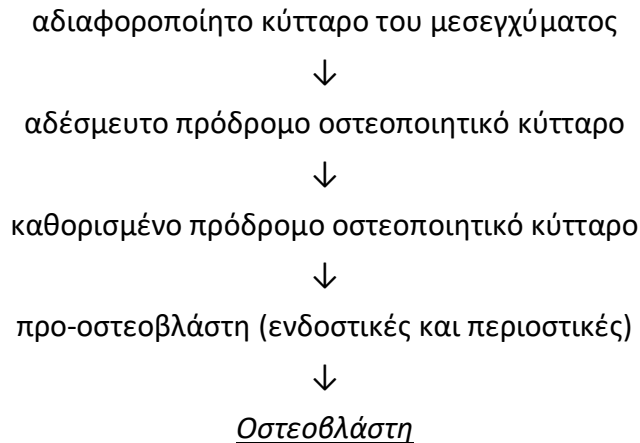 αδιαφοροποίητο κύτταρο του μεσεγχύματος
↓
αδέσμευτο πρόδρομο οστεοποιητικό κύτταρο
↓
καθορισμένο πρόδρομο οστεοποιητικό κύτταρο
↓
προ-οστεοβλάστη (ενδοστικές και περιοστικές)
↓
Οστεοβλάστη